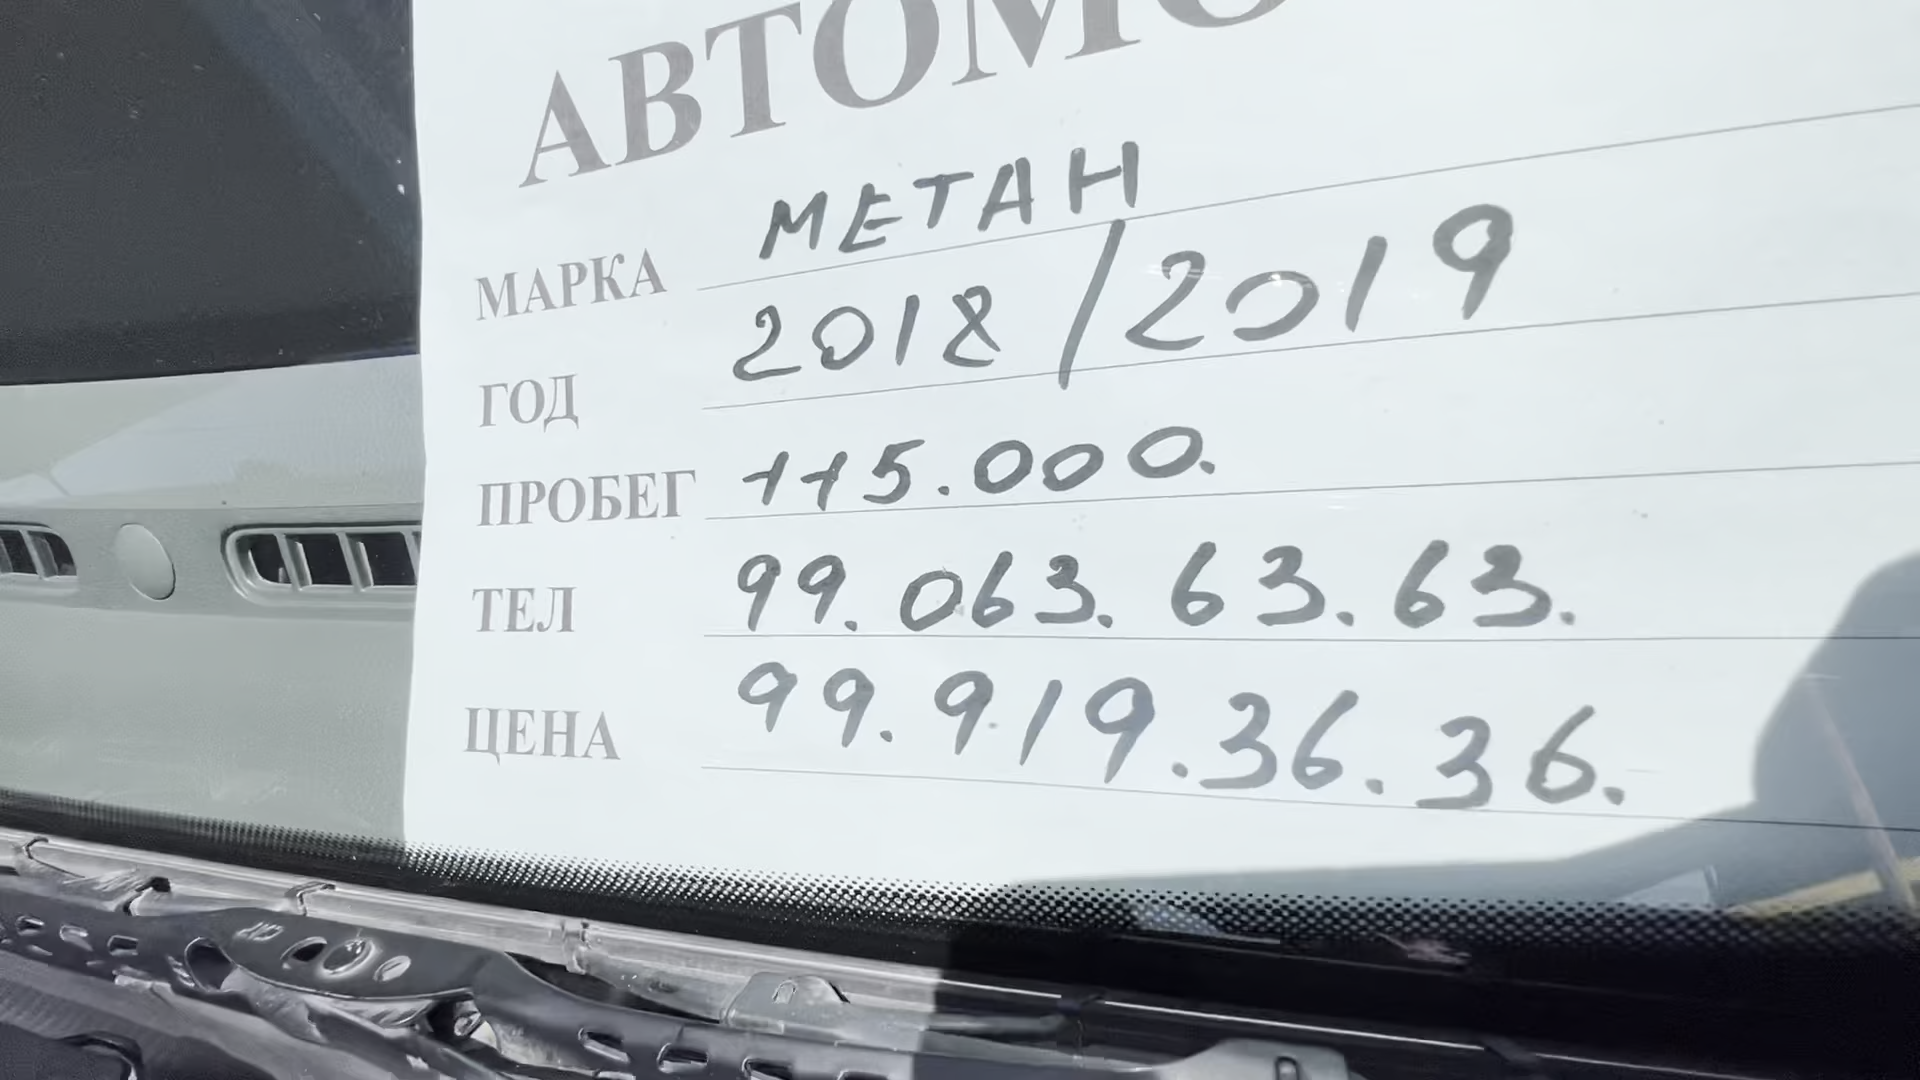 АВТОМО
МАРКА МЕТАН
ГОД 2018/2019
ПРОБЕГ 115.000.
ТЕЛ 99.063.63.63.
ЦЕНА 99.919.36.36.